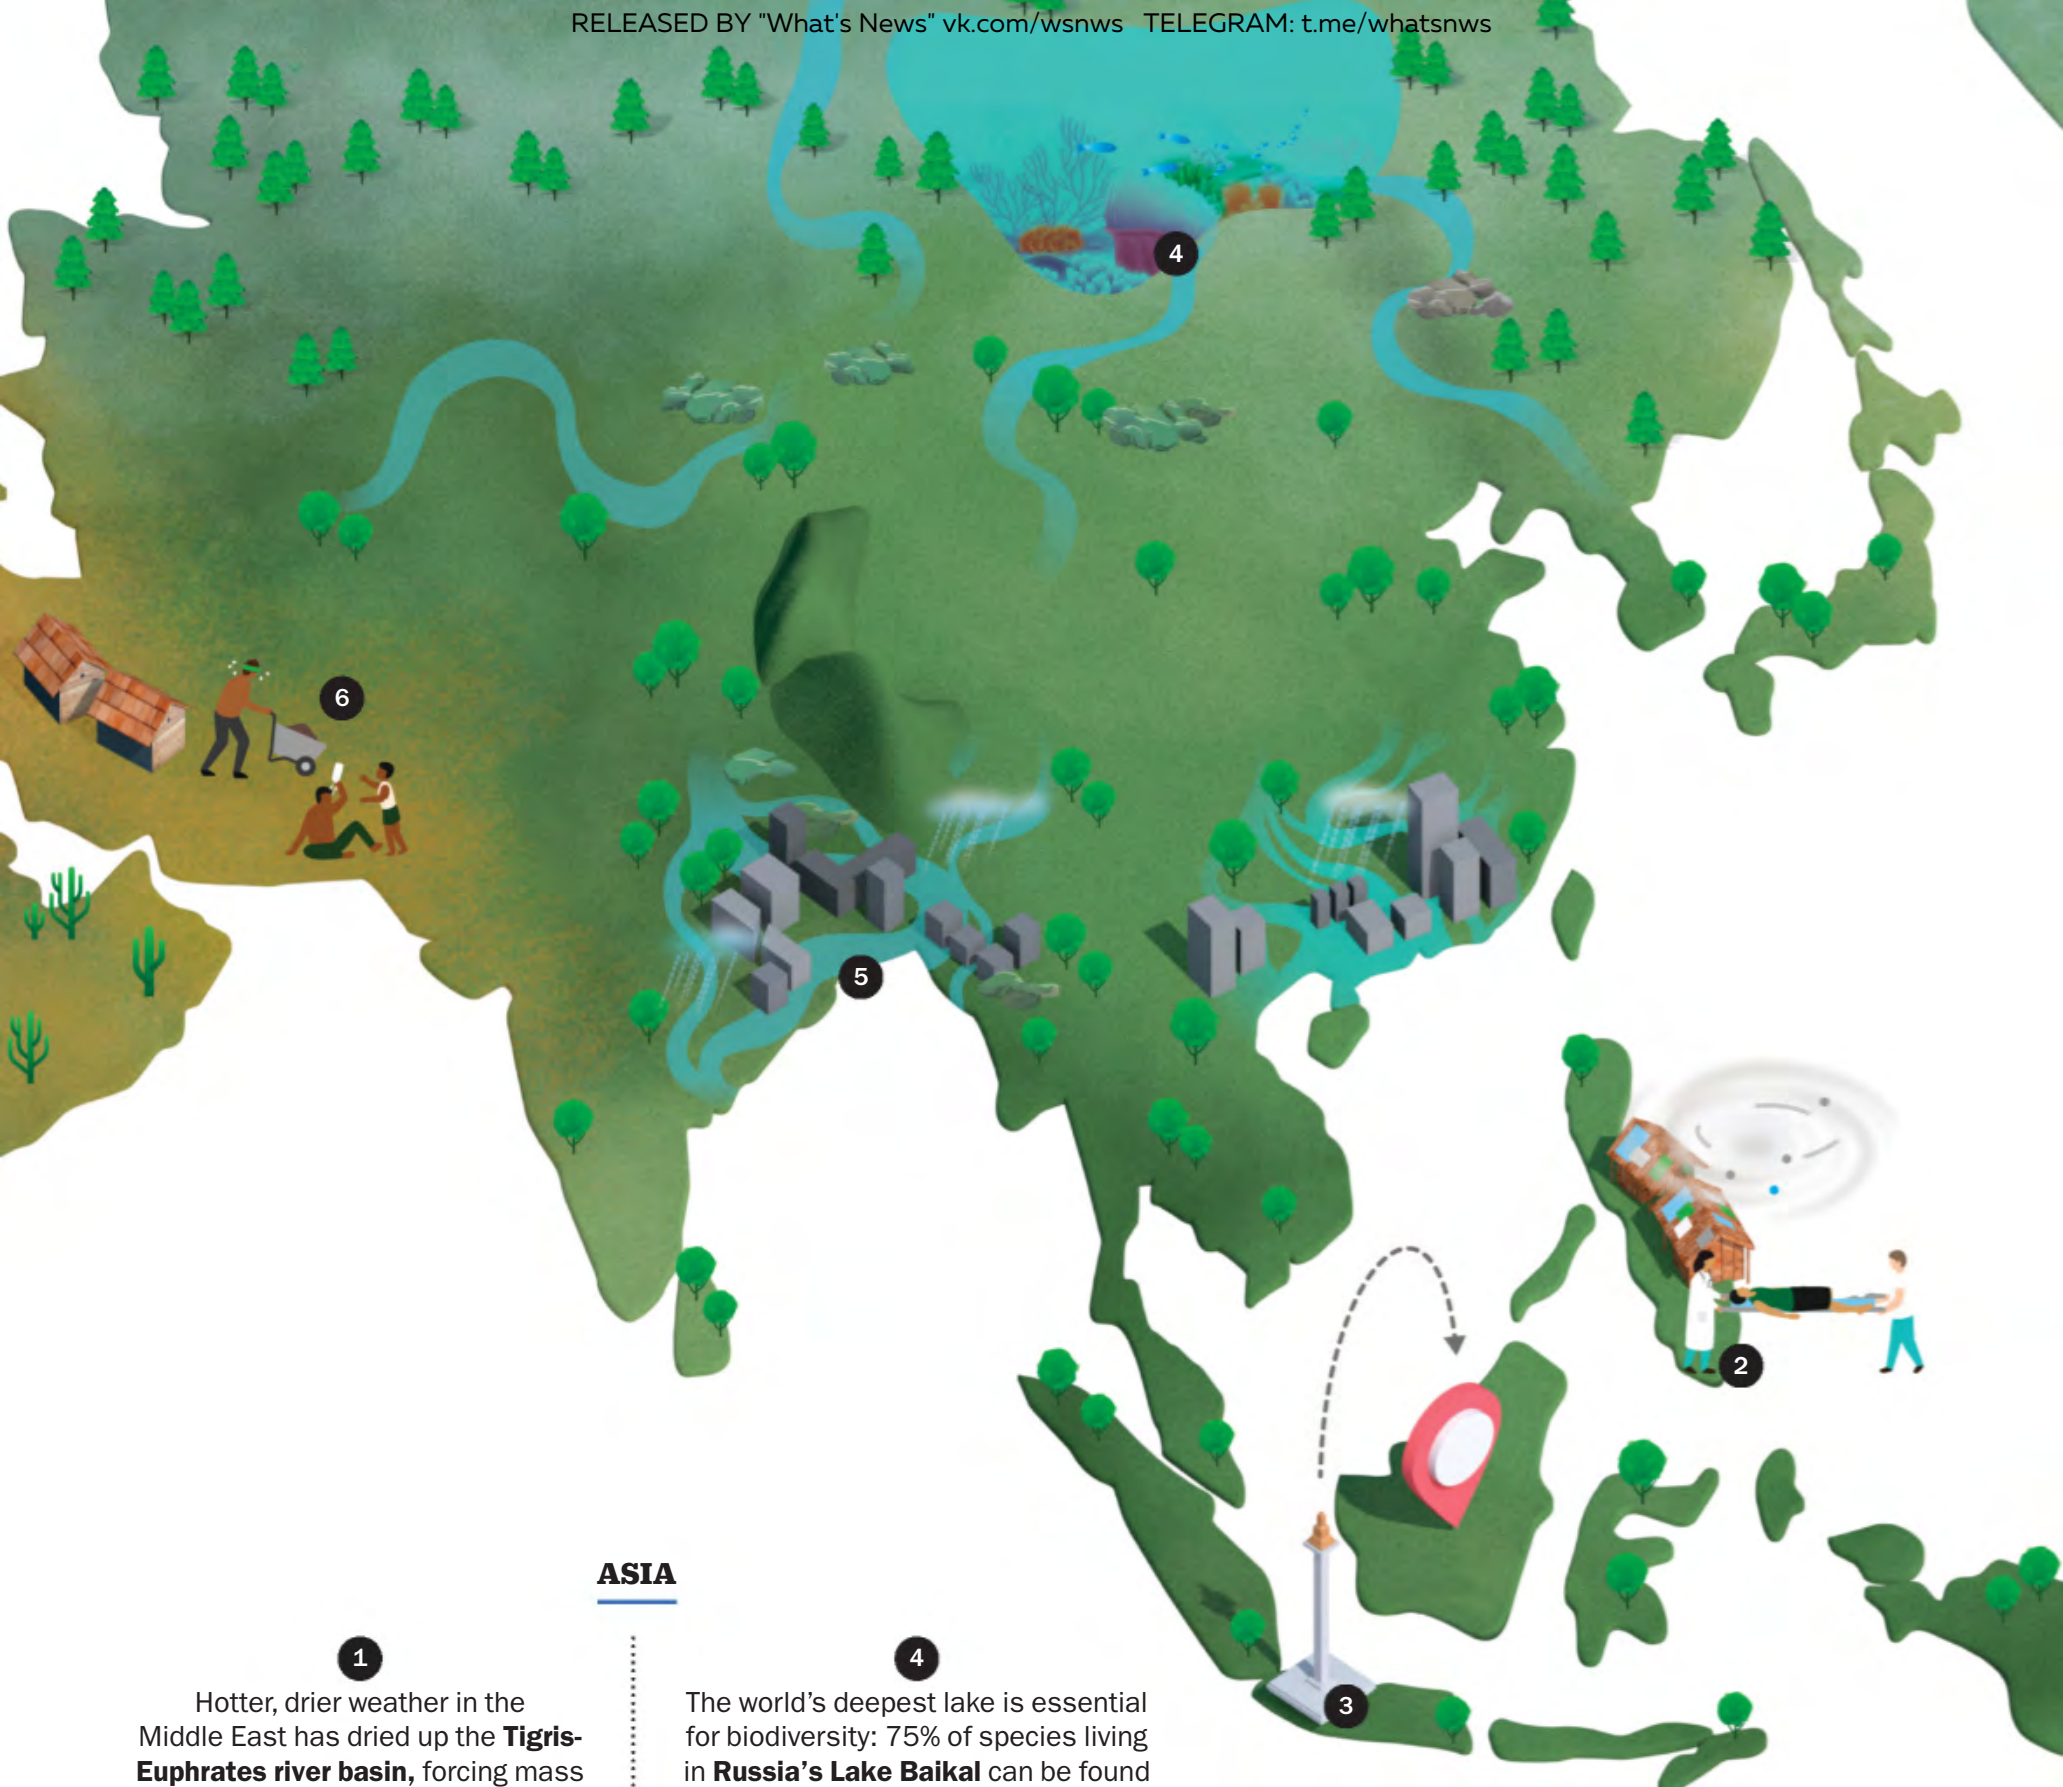 RELEASED BY "What's News" vk.com/wsnws TELEGRAM: t.me/whatsnws
4
6
5
2
3
ASIA
1
Hotter, drier weather in the
Middle East has dried up the Tigris-
Euphrates river basin, forcing mass
4
The world's deepest lake is essential
for biodiversity: 75% of species living
in Russia's Lake Baikal can be found